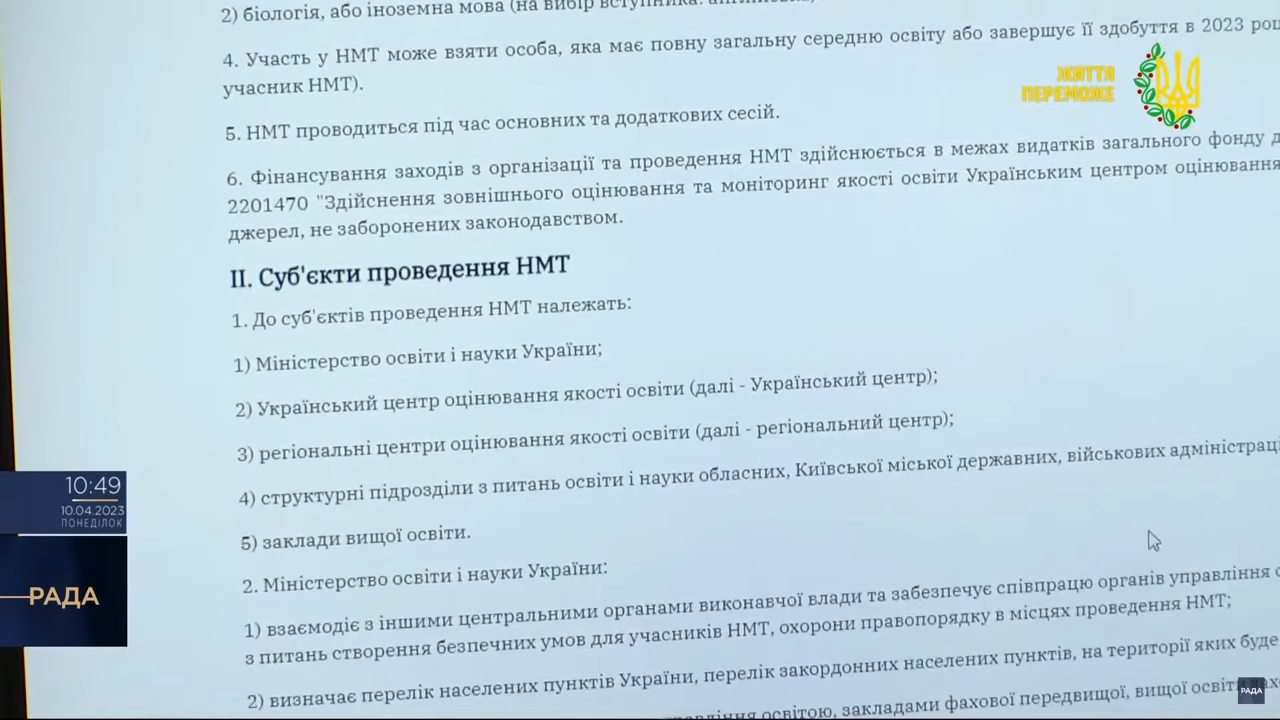 2) біологія, або іноземна мова (на вибір вступника:
4. Участь у НМТ може взяти особа, яка має повну загальну середню освіту або завершує її здобуття в 2023
учасник НМТ).
5. НМТ проводиться під час основних та додаткових сесій.
6. Фінансування заходів з організації та проведення НМТ здійснюється в межах видатків загального фонду
2201470 "Здійснення зовнішнього оцінювання та моніторинг якості освіти Українським центром оцінювання
джерел, не заборонених законодавством.
II. Суб'єкти проведення НМТ
1. До суб'єктів проведення НМТ належать:
1) Міністерство освіти і науки України;
2) Український центр оцінювання якості освіти (далі - Український центр);
3) регіональні центри оцінювання якості освіти (далі - регіональний центр);
4) структурні підрозділи з питань освіти і науки обласних, Київської міської державних, військових
5) заклади вищої освіти.
2. Міністерство освіти і науки України:
1) взаємодіє з іншими центральними органами виконавчої влади та забезпечує співпрацю органів управління
з питань створення безпечних умов для учасників НМТ, охорони правопорядку в місцях проведення НМТ;
2) визначає перелік населених пунктів України, перелік закордонних населених пунктів, на території яких буде
освітою, закладами фахової передвищої, вищої освіти
ЖИТТЯ
ПЕРЕМОЖЕ
10:49
10.04.2023
ПОНЕДІЛОК
РАДА
РАДА